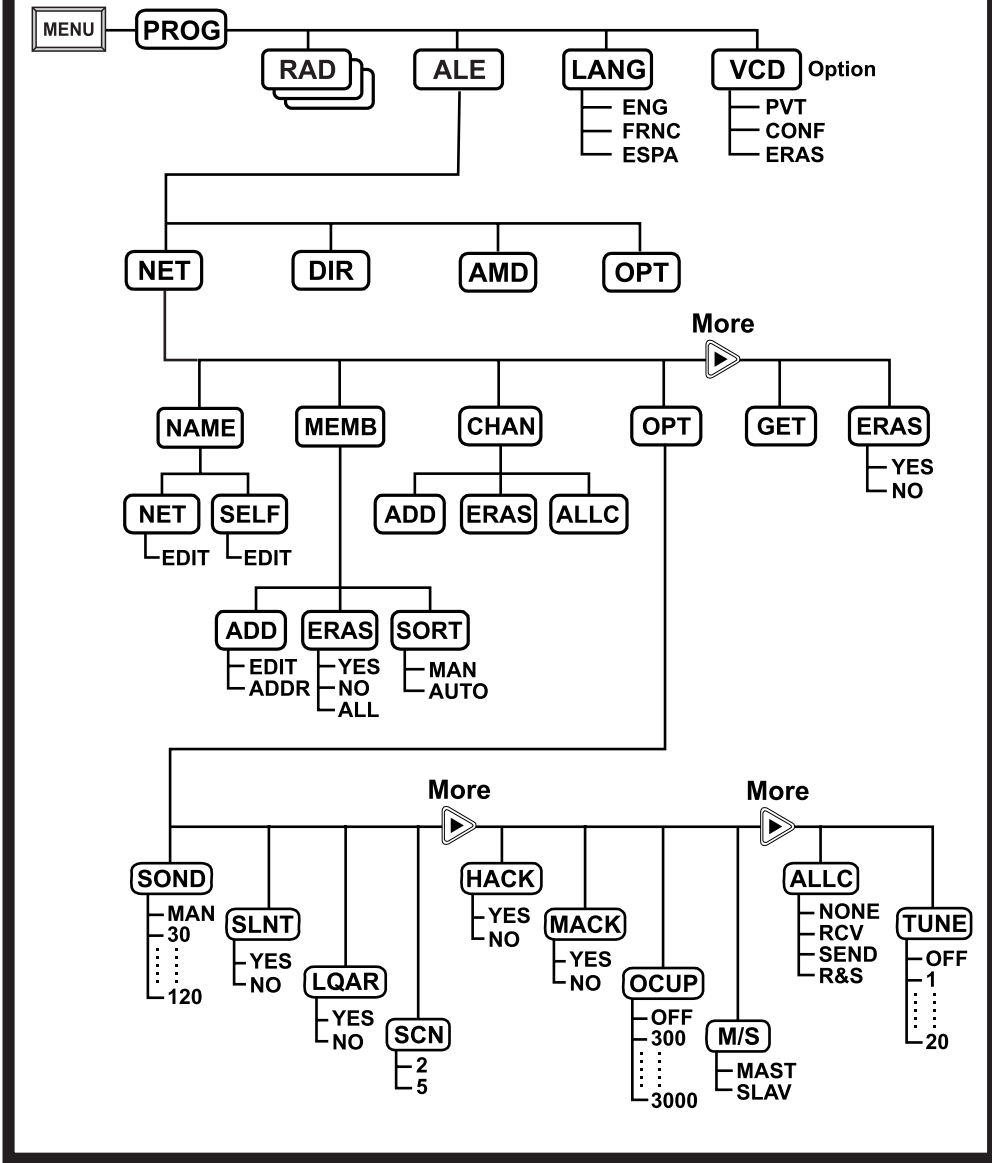 MENU PROG
RAD ALE LANG VCD Option
ENG PVT
FRNC CONF
ESPA ERAS
NET DIR AMD OPT
More
NAME MEMB CHAN OPT GET ERAS
YES
NO
NET SELF ADD ERAS ALLC
EDIT EDIT
ADD ERAS SORT
EDIT YES MAN
ADDR NO AUTO
ALL
More More
SOND HACK ALLC
MAN YES NONE
30 NO RCV
SEND
R&S
120
SLNT MACK TUNE
YES YES OFF
NO NO 1
20
LQAR OCUP
YES OFF
NO 300
3000
SCN M/S
2 MAST
5 SLAV